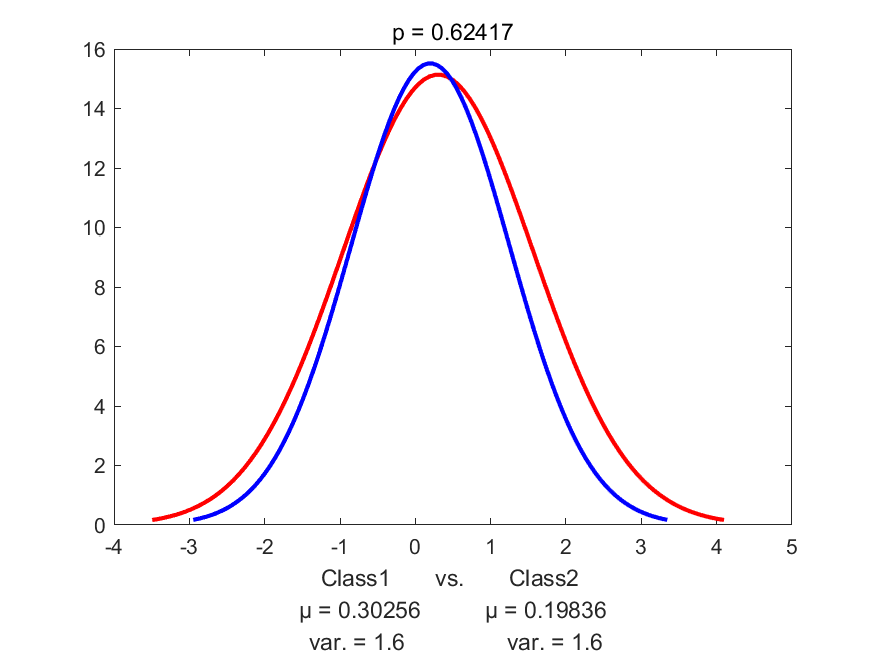 p = 0.62417
16
14
12
10
8
6
4
2
0
-4 -3 -2 -1 0 1 2 3 4 5
Class1 vs. Class2
μ = 0.30256 μ = 0.19836
var. = 1.6 var. = 1.6